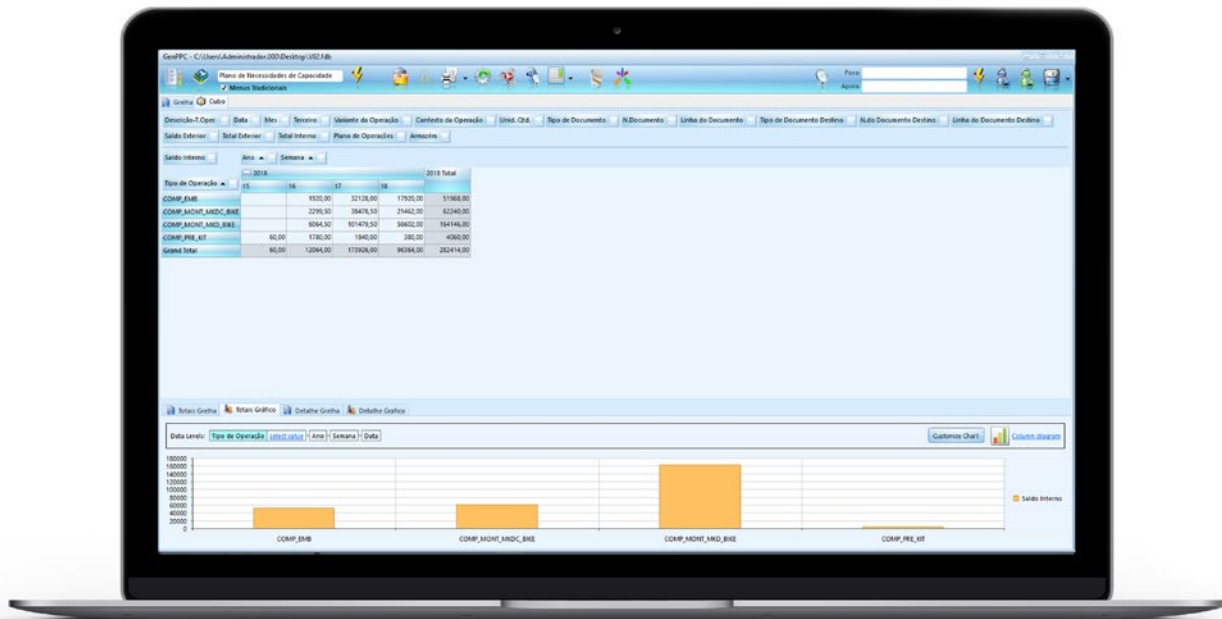 GenPPC - C:\Users\Administrador.000\Desktop\V02.fdb
Plano de Necessidades de Capacidade
Menus Tradicionais
Foco
Apoio
Grelha Cubo
Descrição-T.Oper. Data Mes Terceiro Variante da Operação Contexto da Operação Unid. Qtd. Tipo de Documento N.Documento Linha do Documento Tipo de Documento Destino N.do Documento Destino Linha do Documento Destino
Saldo Exterior Total Exterior Total Interno Plano de Operações Armazém
Saldo Interno Ano Semana
2018 2018 Total
Tipo de Operação 15 16 17 18
COMP_EMB 1920,00 32128,00 17920,00 51968,00
COMP_MONT_MKDC_BIKE 2299,50 38478,50 21462,00 62240,00
COMP_MONT_MKD_BIKE 6064,50 101479,50 56602,00 164146,00
COMP_PRE_KIT 60,00 1780,00 1840,00 380,00 4060,00
Grand Total 60,00 12064,00 173926,00 96364,00 282414,00
Totais Grelha Totais Gráfico Detalhe Grelha Detalhe Grafico
Data Levels: Tipo de Operação select value Ano Semana Data Customize Chart Column diagram
180000
160000
140000
120000
100000
80000
60000
40000
20000
0
Saldo Interno
COMP_EMB COMP_MONT_MKDC_BIKE COMP_MONT_MKD_BIKE COMP_PRE_KIT